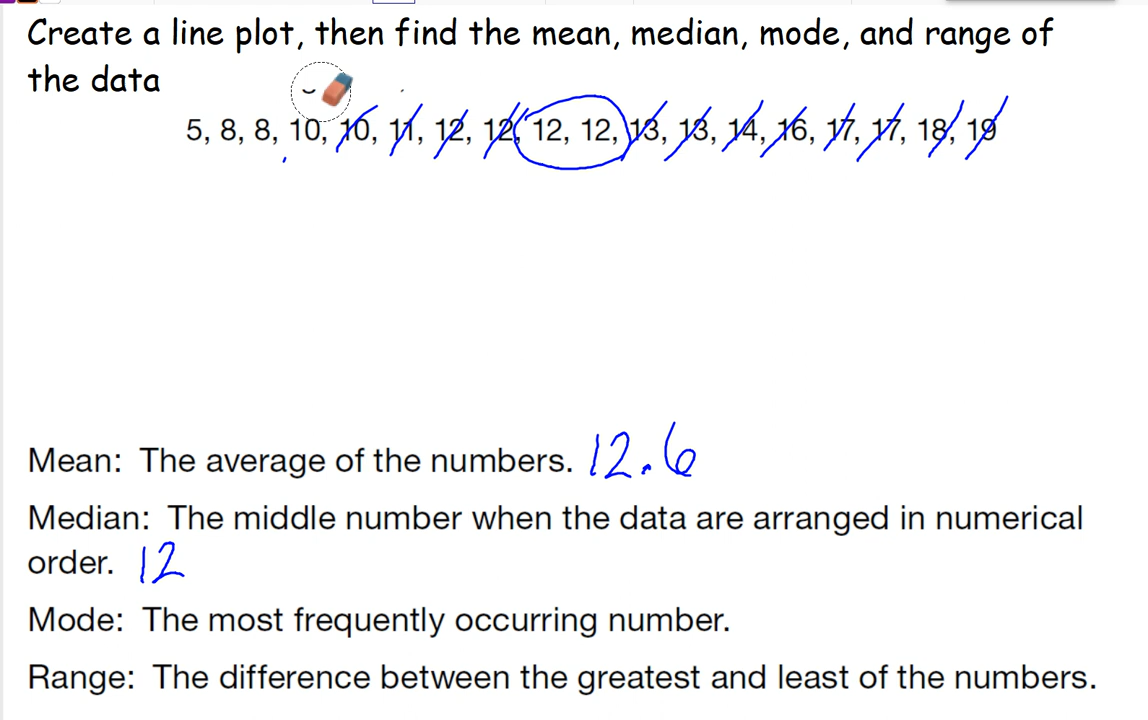 Create a line plot, then find the mean, median, mode, and range of
the data
5, 8, 8, 10, 10, 11, 12, 12, 12, 12, 13, 13, 14, 16, 17, 17, 18, 19
Mean: The average of the numbers. 12.6
Median: The middle number when the data are arranged in numerical
order. 12
Mode: The most frequently occurring number.
Range: The difference between the greatest and least of the numbers.